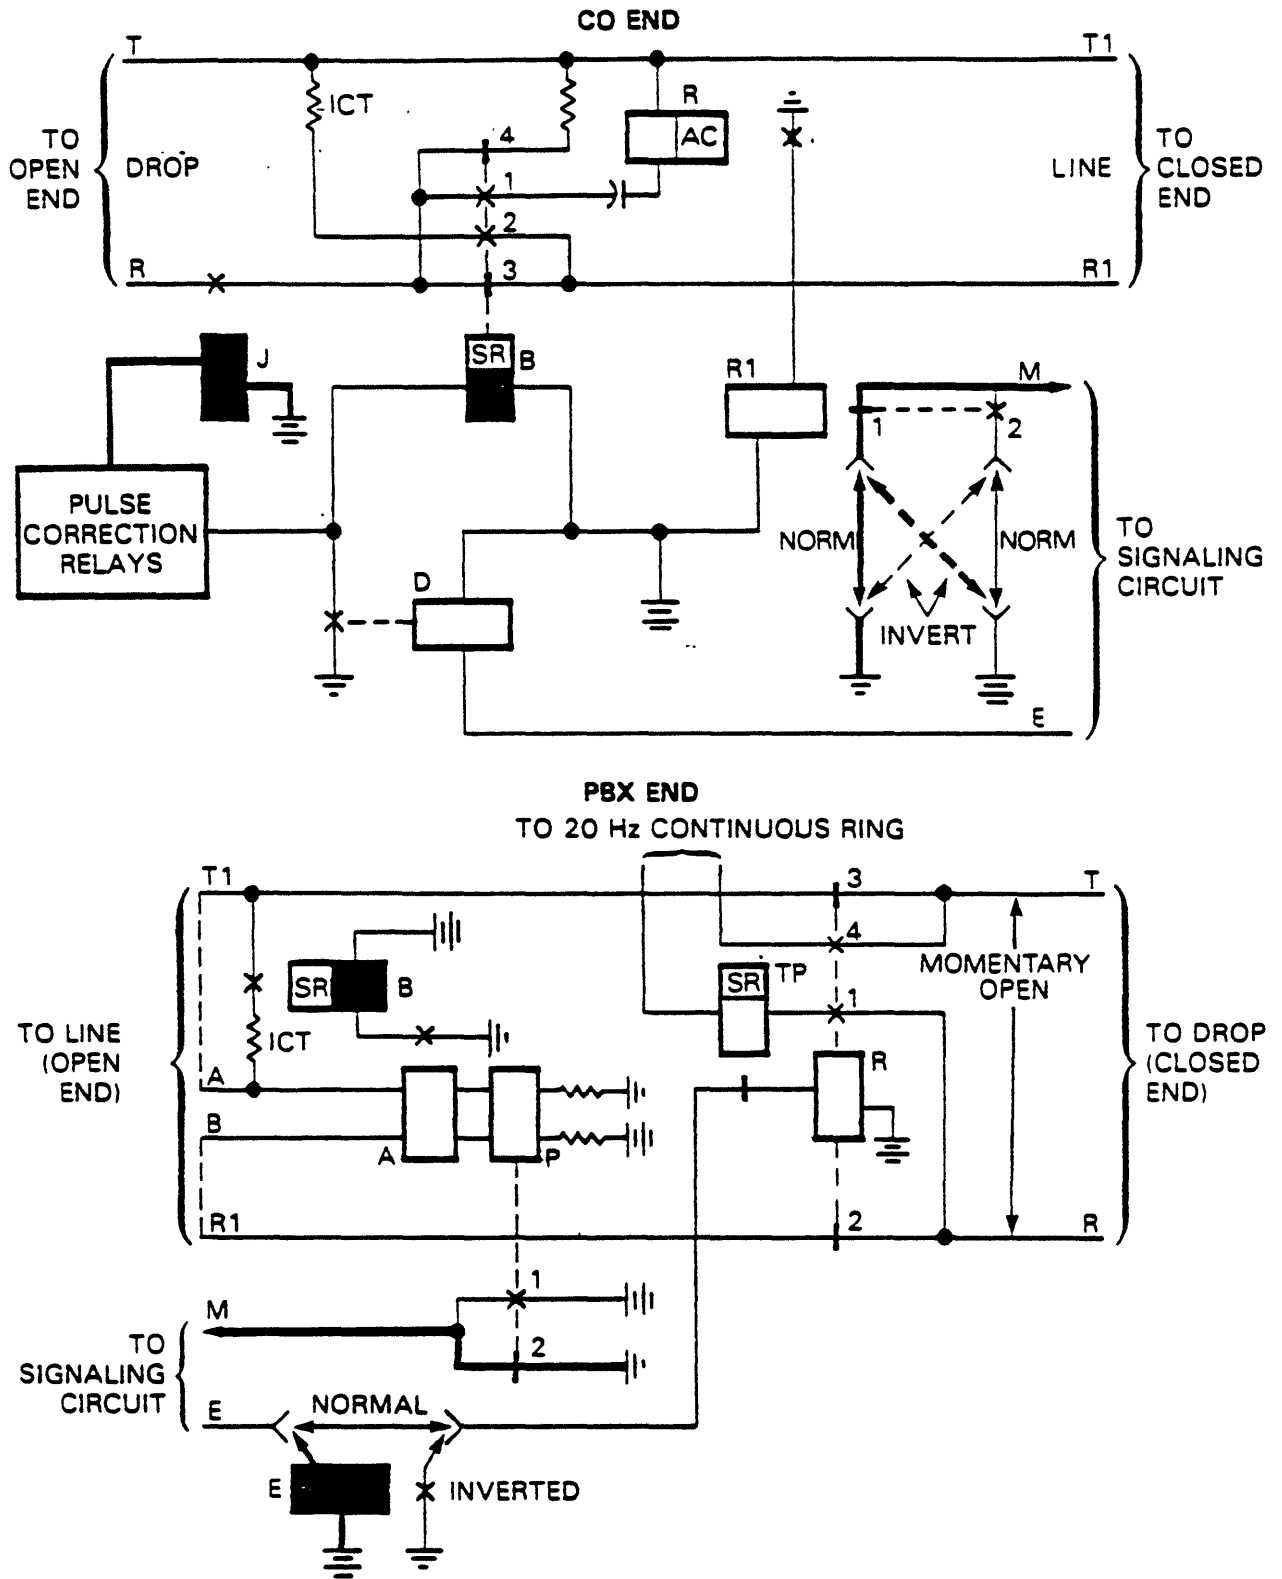 CO END
T
T1
ICT
R
AC
4
TO
OPEN
END
DROP
1
LINE
TO
CLOSED
END
2
R
3
R1
J
SR
B
R1
M
1
2
PULSE
CORRECTION
RELAYS
NORM
NORM
TO
SIGNALING
CIRCUIT
D
INVERT
E
PBX END
TO 20 Hz CONTINUOUS RING
T1
3
T
4
MOMENTARY
OPEN
SR
B
SR
TP
1
TO LINE
(OPEN
END)
ICT
TO DROP
(CLOSED
END)
A
R
B
A
P
R1
2
R
1
M
TO
SIGNALING
CIRCUIT
2
E
NORMAL
E
INVERTED